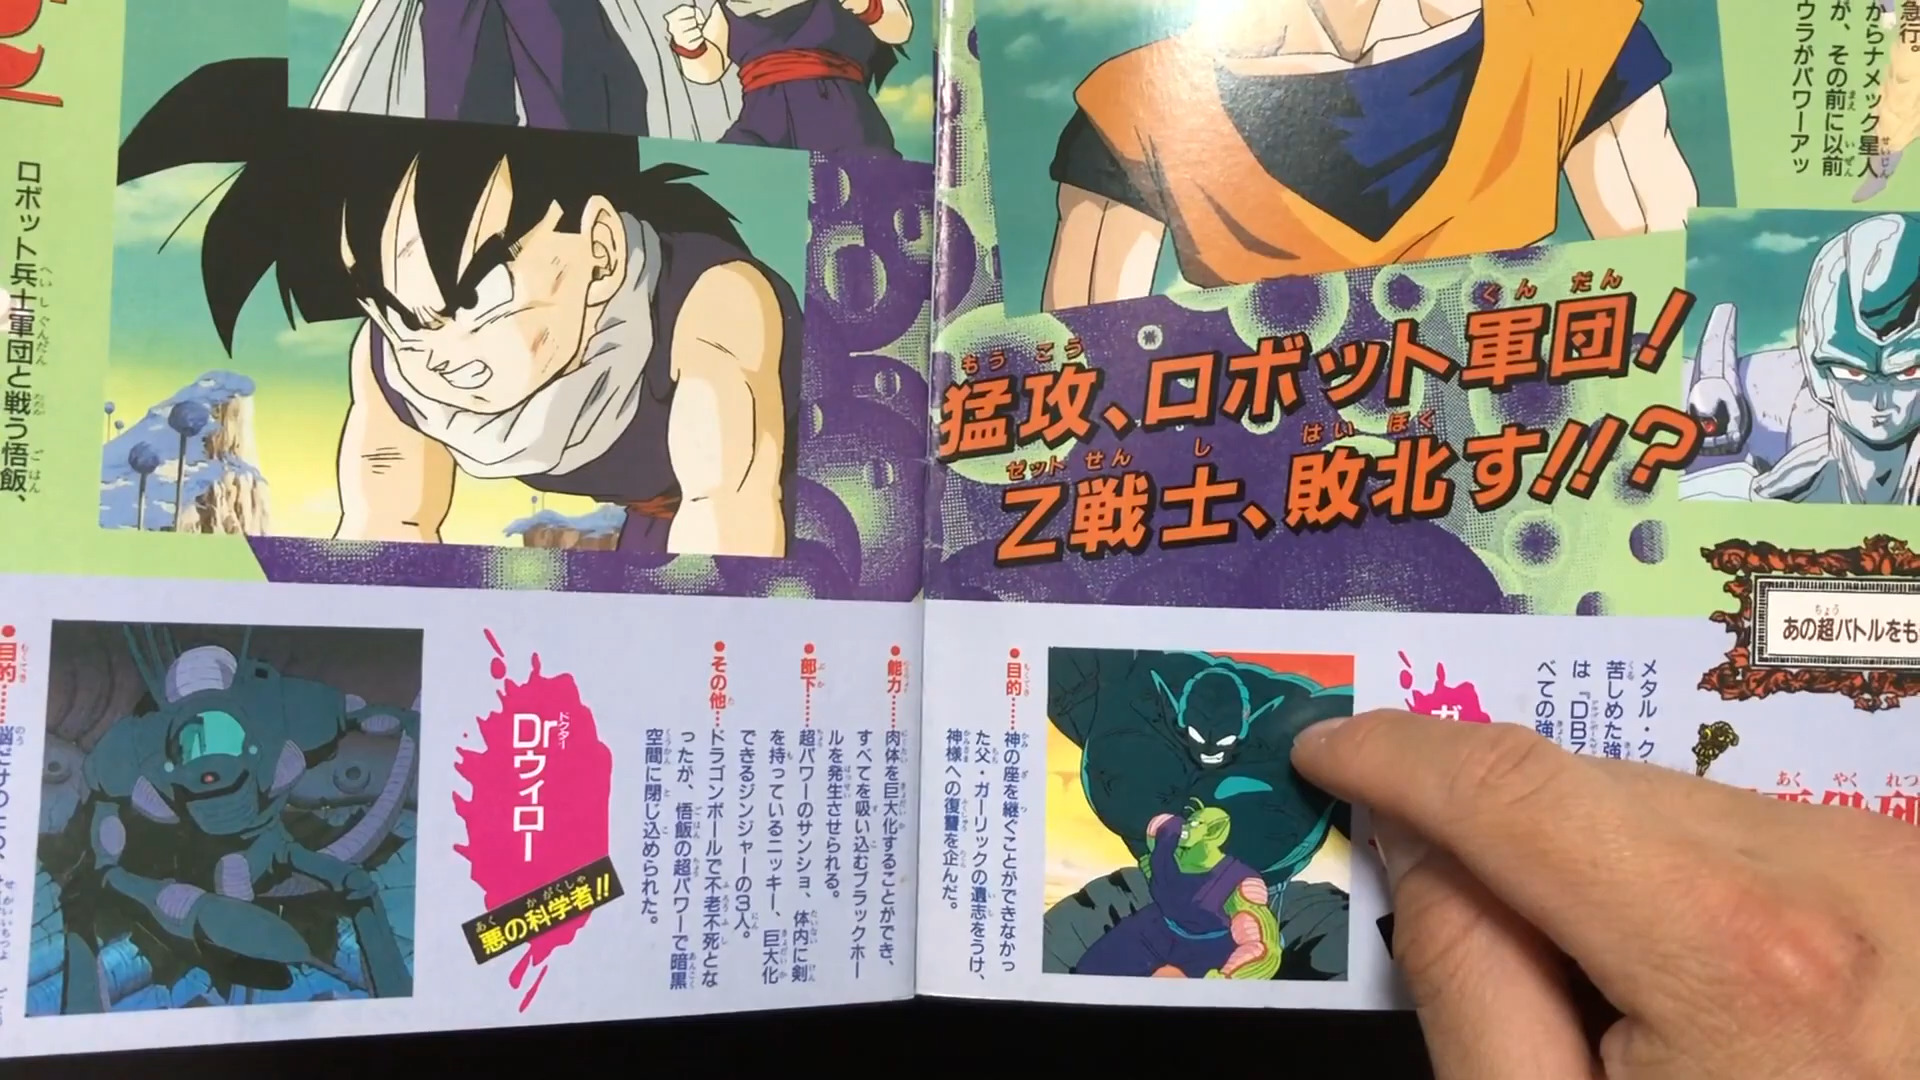 急行。
からナメック星人
が、その前に以前
ウラがパワーアッ
猛攻、ロボット軍団!
Z戦士、敗北す!!?
ロボット兵士軍団と戦う悟飯、
あの超バトルをも
メタル・ク
苦しめた強
は『DBZ
べての強
ガ
●目的……神の座を継ぐことができなかっ
た父・ガーリックの遺志をうけ、
神様への復讐を企んだ。
●能力……肉体を巨大化することができ、
すべてを吸い込むブラックホー
ルを発生させられる。
●部下……超パワーのサンショ、体内に剣
を持っているニッキー、巨大化
できるジンジャーの3人。
●その他…ドラゴンボールで不老不死とな
ったが、悟飯の超パワーで暗黒
空間に閉じ込められた。
Drウィロー
悪の科学者!!
●目的……脳だけの